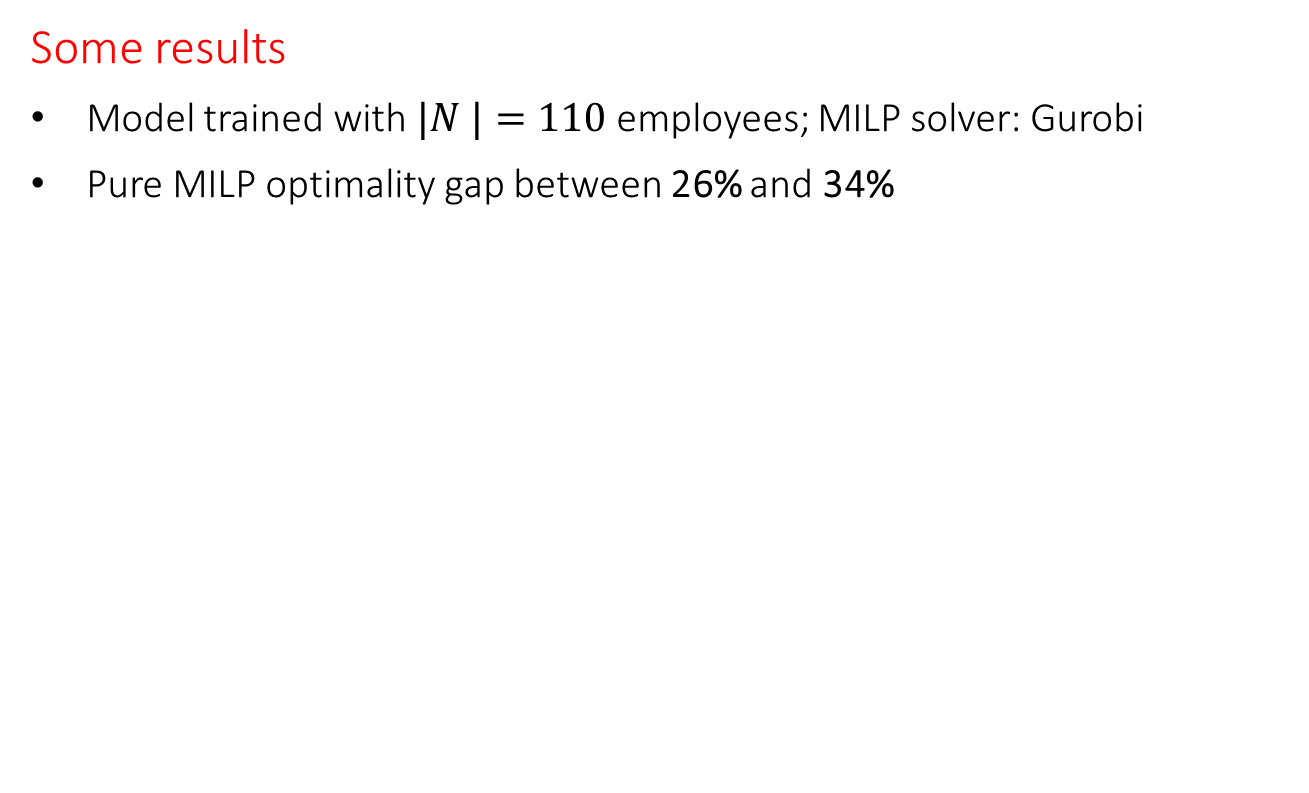 Some results
• Model trained with |N | = 110 employees; MILP solver: Gurobi
• Pure MILP optimality gap between 26% and 34%